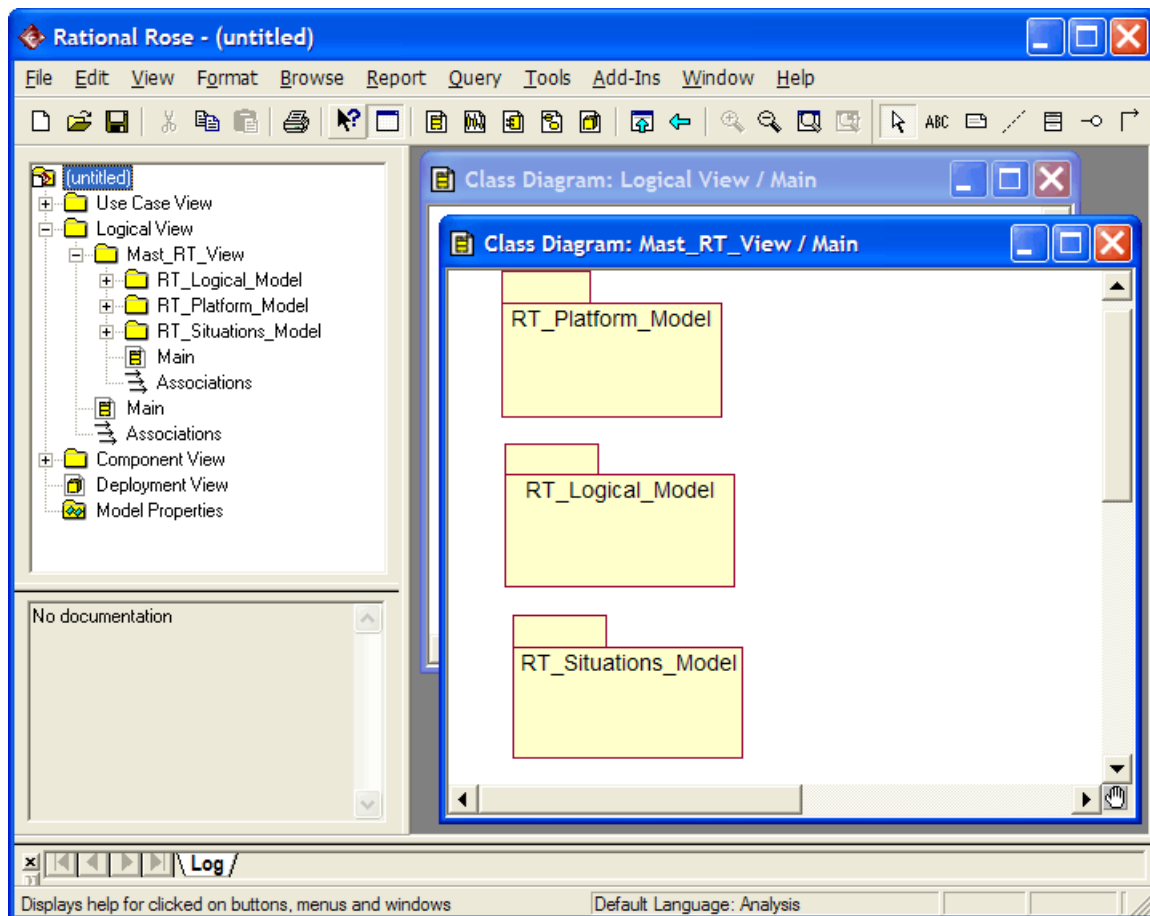 Rational Rose - (untitled)
File Edit View Format Browse Report Query Tools Add-Ins Window Help
ABC
(untitled)
Use Case View
Logical View
Mast_RT_View
RT_Logical_Model
RT_Platform_Model
RT_Situations_Model
Main
Associations
Main
Associations
Component View
Deployment View
Model Properties
No documentation
Class Diagram: Logical View / Main
Class Diagram: Mast_RT_View / Main
RT_Platform_Model
RT_Logical_Model
RT_Situations_Model
Log
Displays help for clicked on buttons, menus and windows
Default Language: Analysis